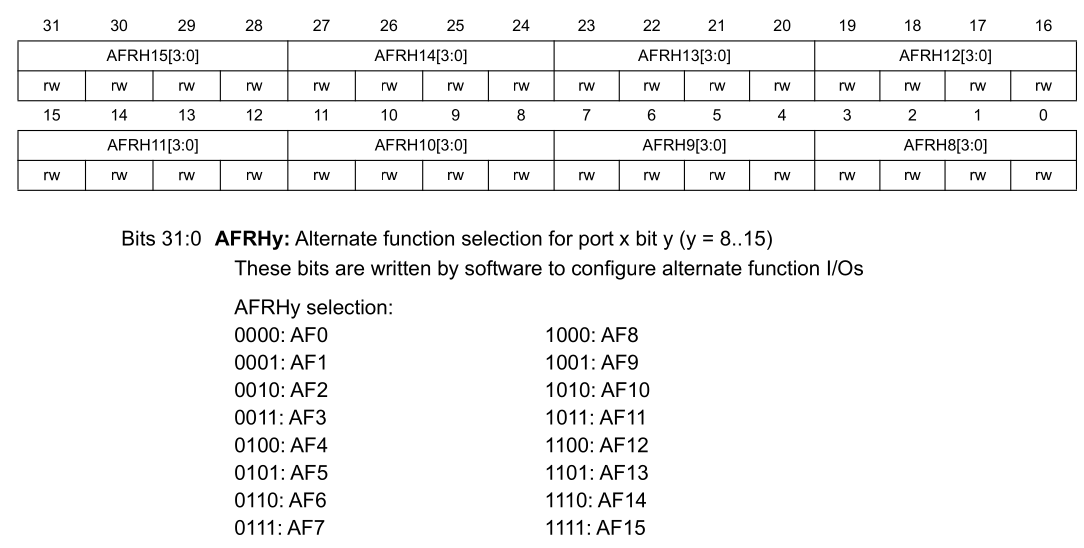 31 30 29 28 27 26 25 24 23 22 21 20 19 18 17 16
AFRH15[3:0] AFRH14[3:0] AFRH13[3:0] AFRH12[3:0]
rw rw rw rw rw rw rw rw rw rw rw rw rw rw rw rw
15 14 13 12 11 10 9 8 7 6 5 4 3 2 1 0
AFRH11[3:0] AFRH10[3:0] AFRH9[3:0] AFRH8[3:0]
rw rw rw rw rw rw rw rw rw rw rw rw rw rw rw rw
Bits 31:0 AFRHy: Alternate function selection for port x bit y (y = 8..15)
These bits are written by software to configure alternate function I/Os
AFRHy selection:
0000: AF0 1000: AF8
0001: AF1 1001: AF9
0010: AF2 1010: AF10
0011: AF3 1011: AF11
0100: AF4 1100: AF12
0101: AF5 1101: AF13
0110: AF6 1110: AF14
0111: AF7 1111: AF15